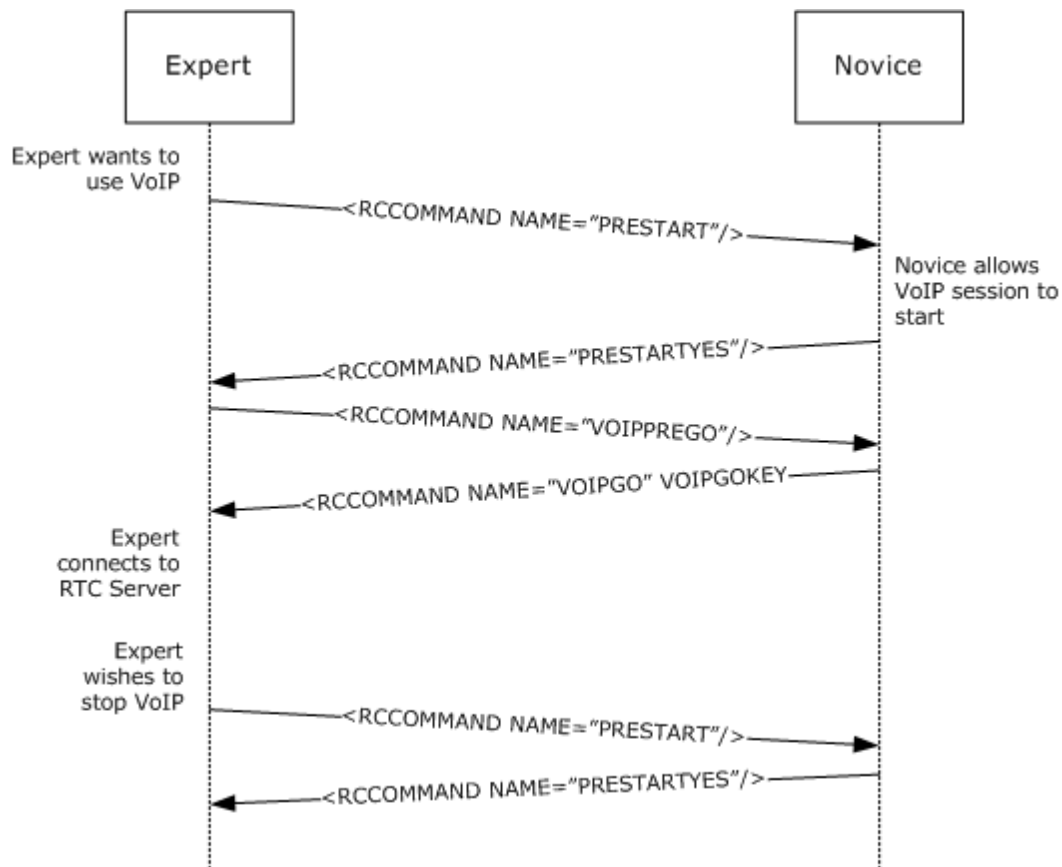 Expert
Novice
Expert wants to
use VoIP
<RCCOMMAND NAME=”PRESTART”/>
Novice allows
VoIP session to
start
<RCCOMMAND NAME=”PRESTARTYES”/>
<RCCOMMAND NAME=”VOIPPREGO”/>
<RCCOMMAND NAME=”VOIPGO” VOIPGOKEY
Expert
connects to
RTC Server
Expert
wishes to
stop VoIP
<RCCOMMAND NAME=”PRESTART”/>
<RCCOMMAND NAME=”PRESTARTYES”/>